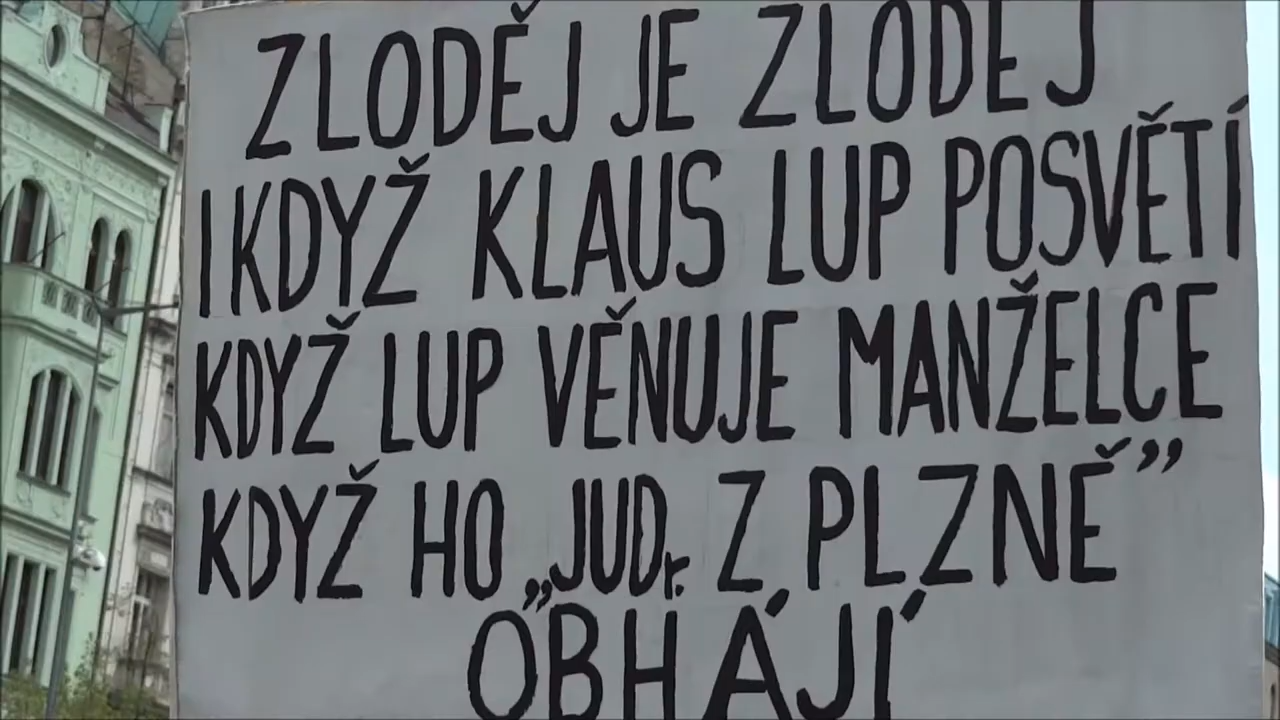 ZLODĚJ JE ZLODĚJ
I KDYŽ KLAUS LUP POSVĚTÍ
KDYŽ LUP VĚNUJE MANŽELCE
KDYŽ HO „JUDr. Z PLZNĚ”
OBHÁJÍ